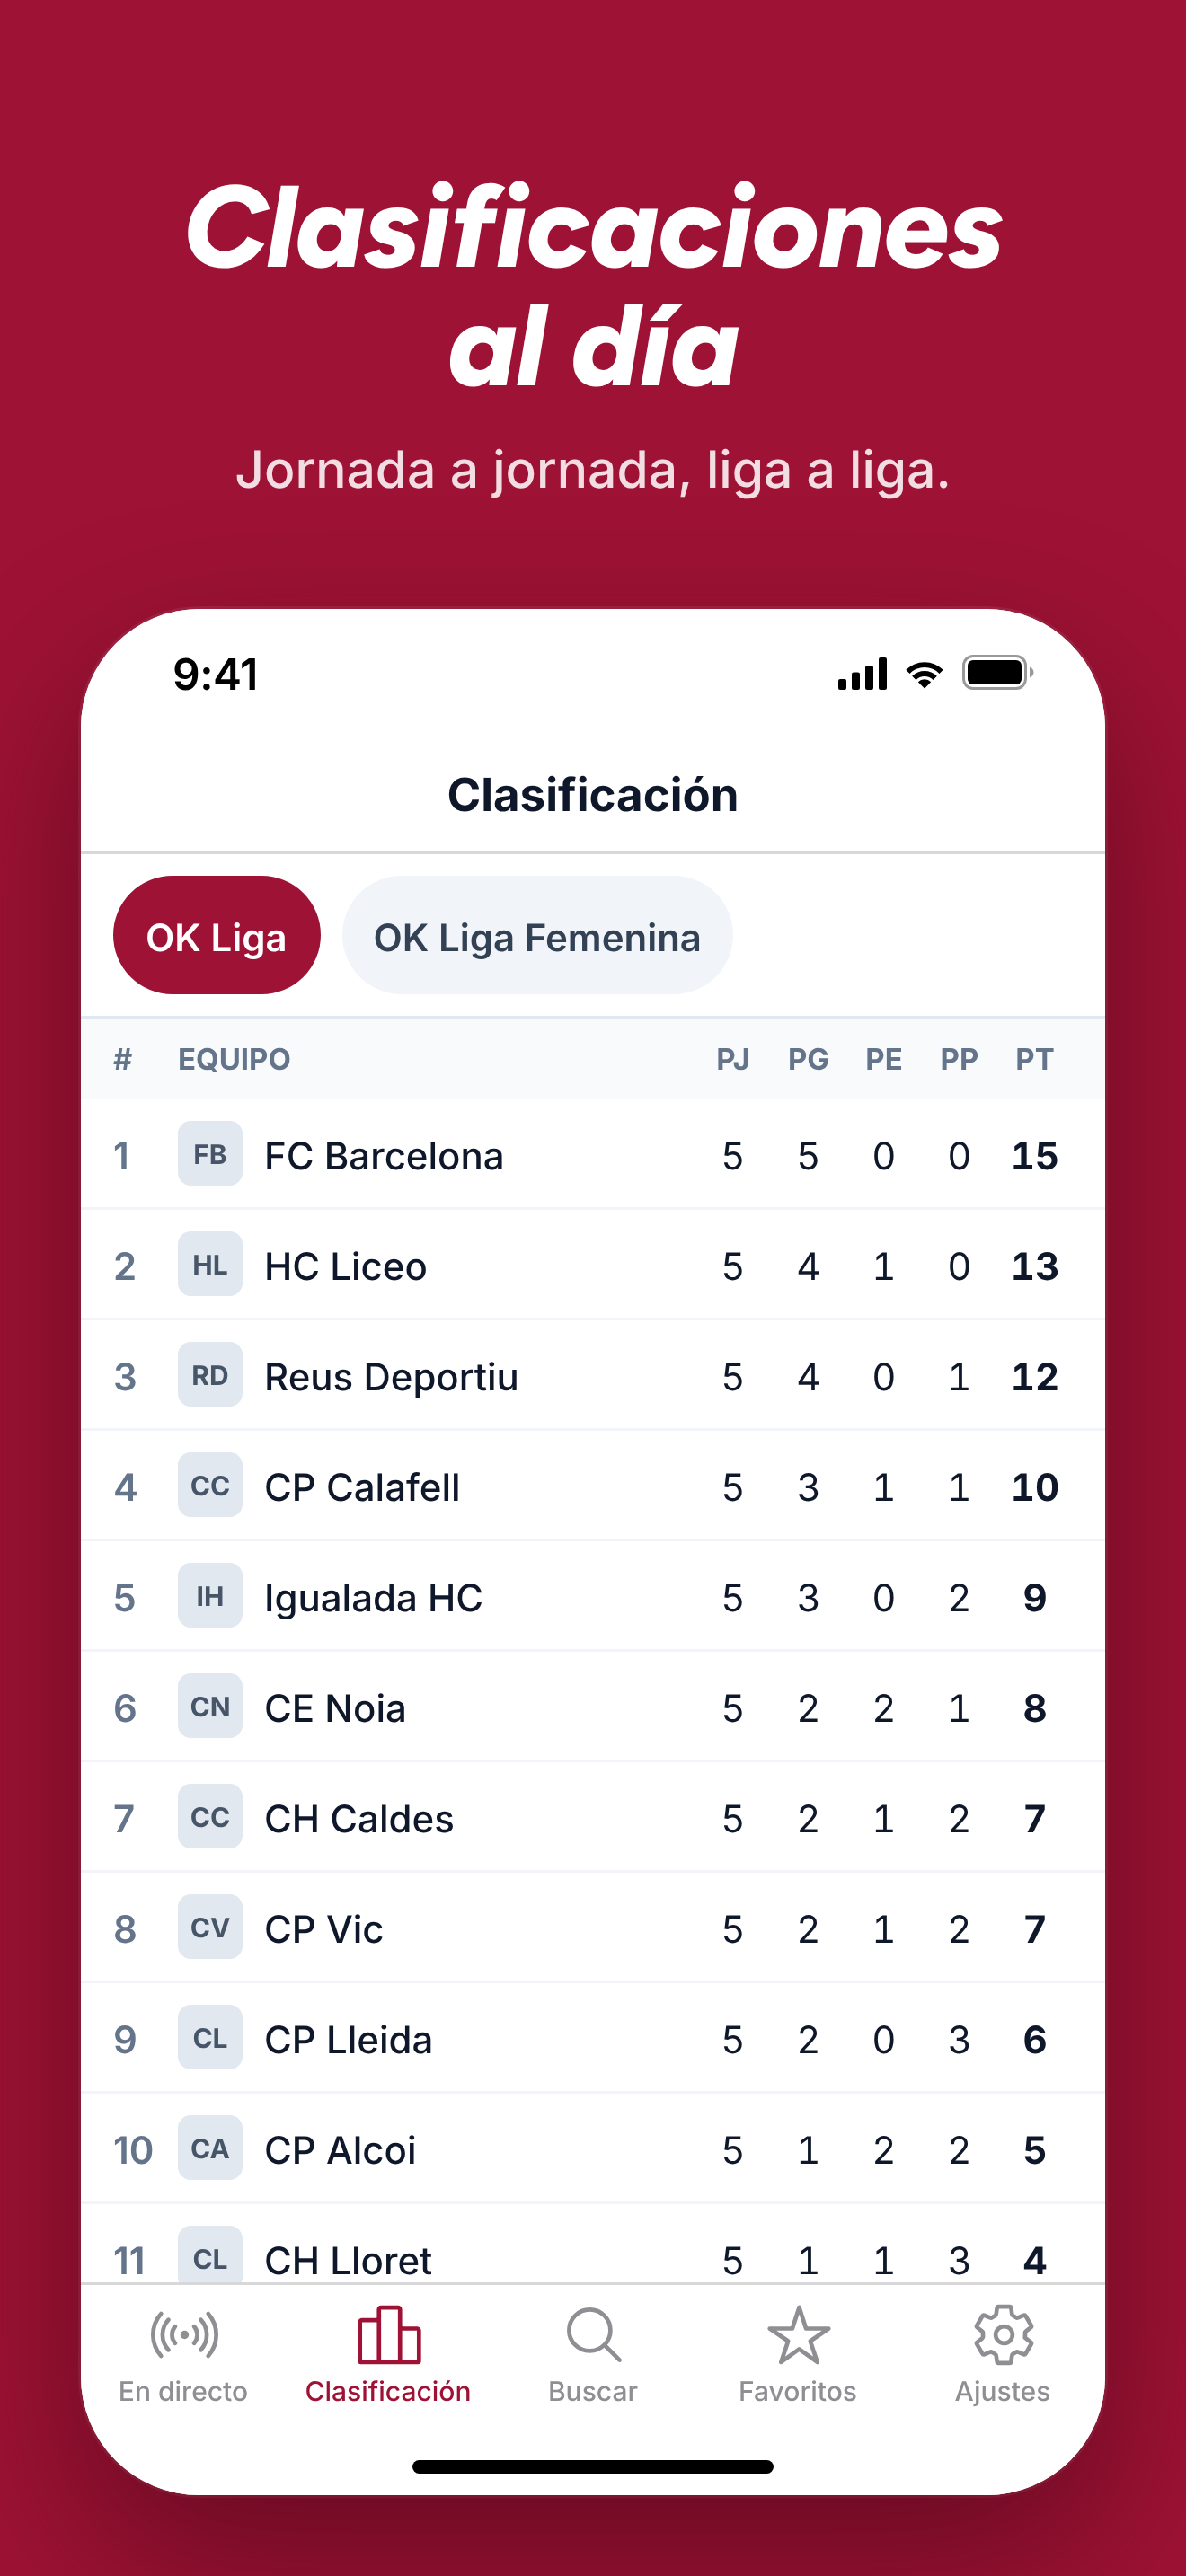 Clasificaciones
al día
Jornada a jornada, liga a liga.
9:41
Clasificación
OK Liga OK Liga Femenina
# EQUIPO PJ PG PE PP PT
1 FB FC Barcelona 5 5 0 0 15
2 HL HC Liceo 5 4 1 0 13
3 RD Reus Deportiu 5 4 0 1 12
4 CC CP Calafell 5 3 1 1 10
5 IH Igualada HC 5 3 0 2 9
6 CN CE Noia 5 2 2 1 8
7 CC CH Caldes 5 2 1 2 7
8 CV CP Vic 5 2 1 2 7
9 CL CP Lleida 5 2 0 3 6
10 CA CP Alcoi 5 1 2 2 5
11 CL CH Lloret 5 1 1 3 4
En directo Clasificación Buscar Favoritos Ajustes